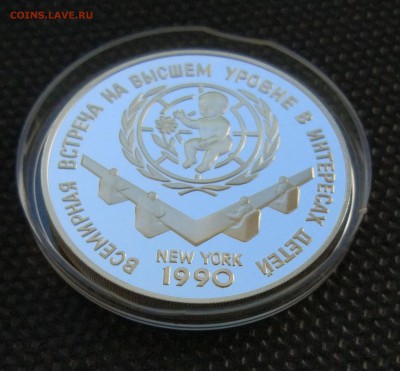 COINS.LAVE.RU
ВСЕМИРНАЯ ВСТРЕЧА НА ВЫСШЕМ УРОВНЕ В ИНТЕРЕСАХ ДЕТЕЙ
NEW YORK
1990